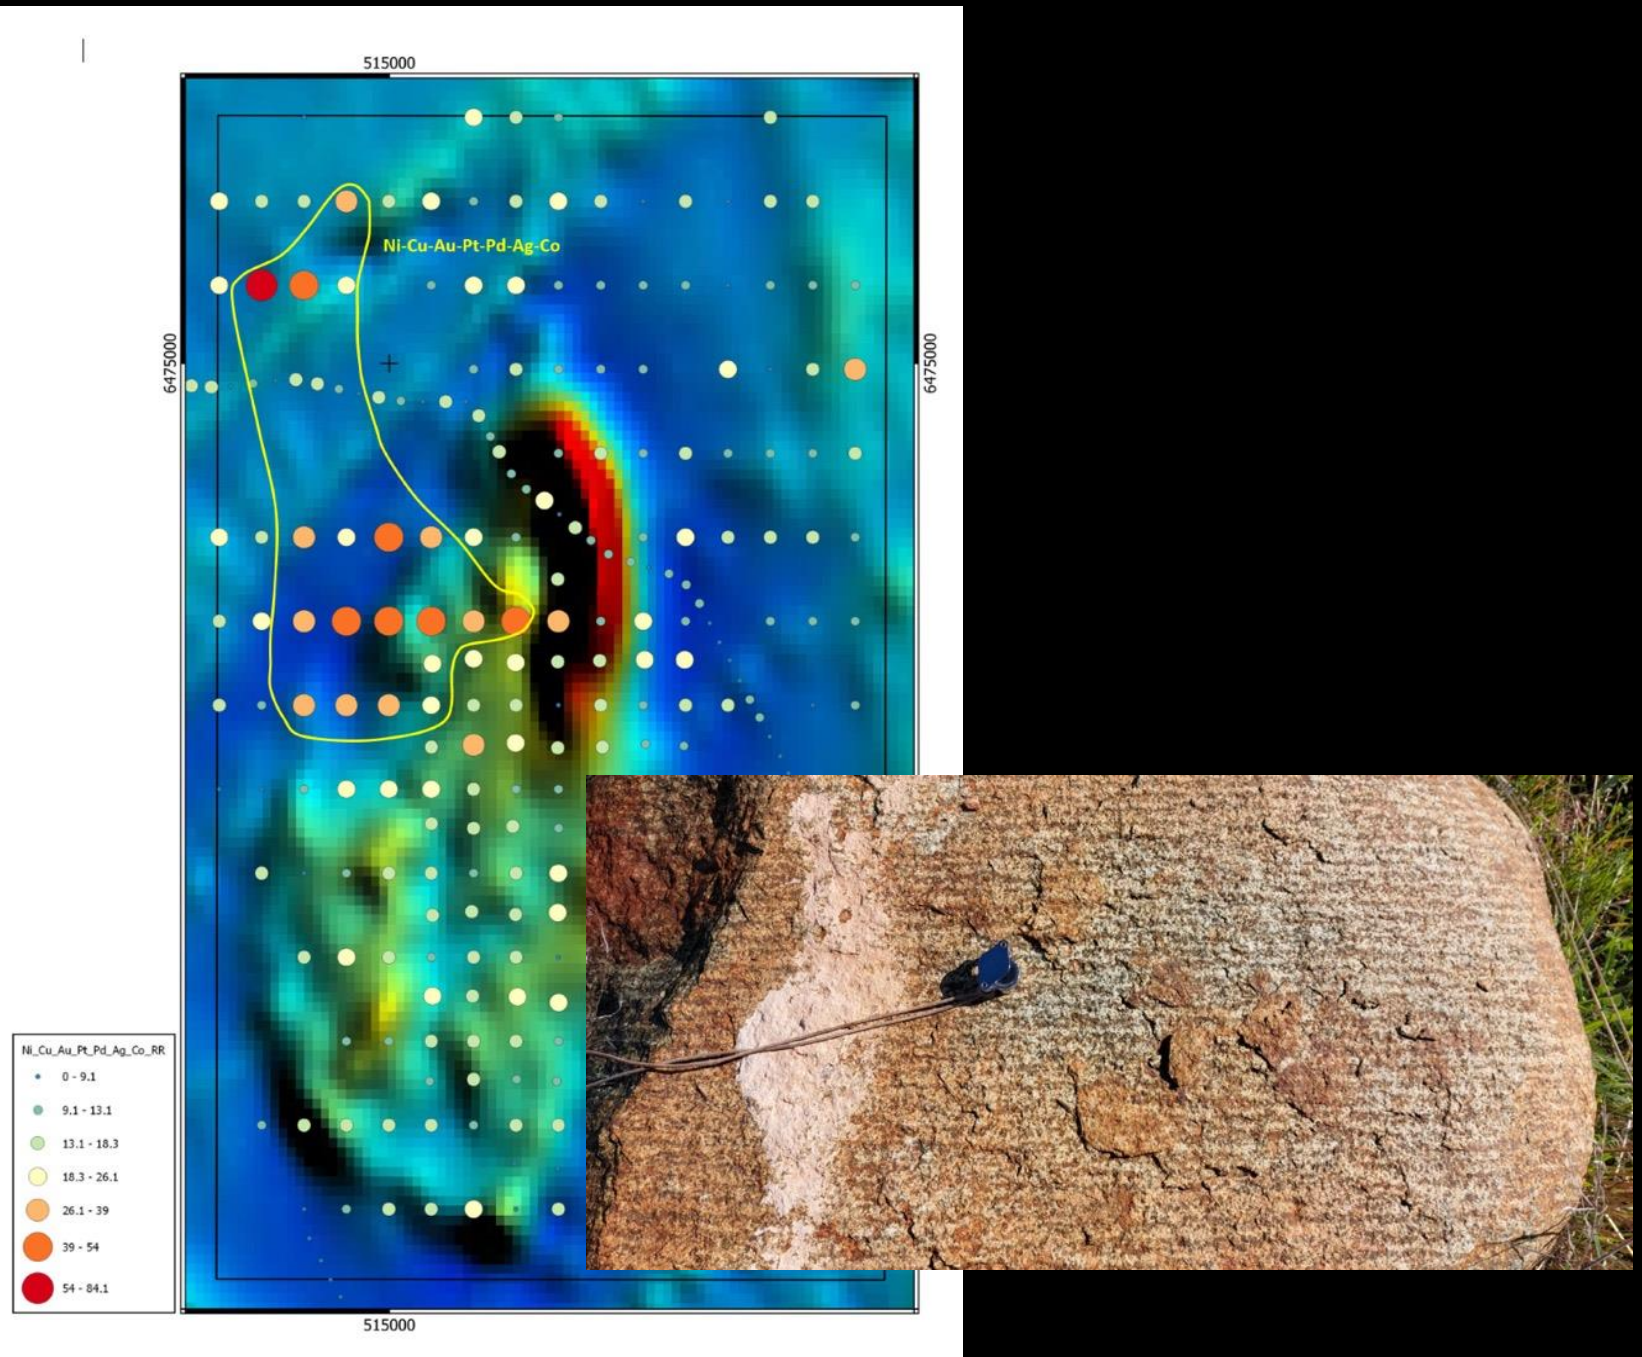 515000
Ni-Cu-Au-Pt-Pd-Ag-Co
6475000
6475000
Ni_Cu_Au_Pt_Pd_Ag_Co_RR
0 - 9.1
9.1 - 13.1
13.1 - 18.3
18.3 - 26.1
26.1 - 39
39 - 54
54 - 84.1
515000